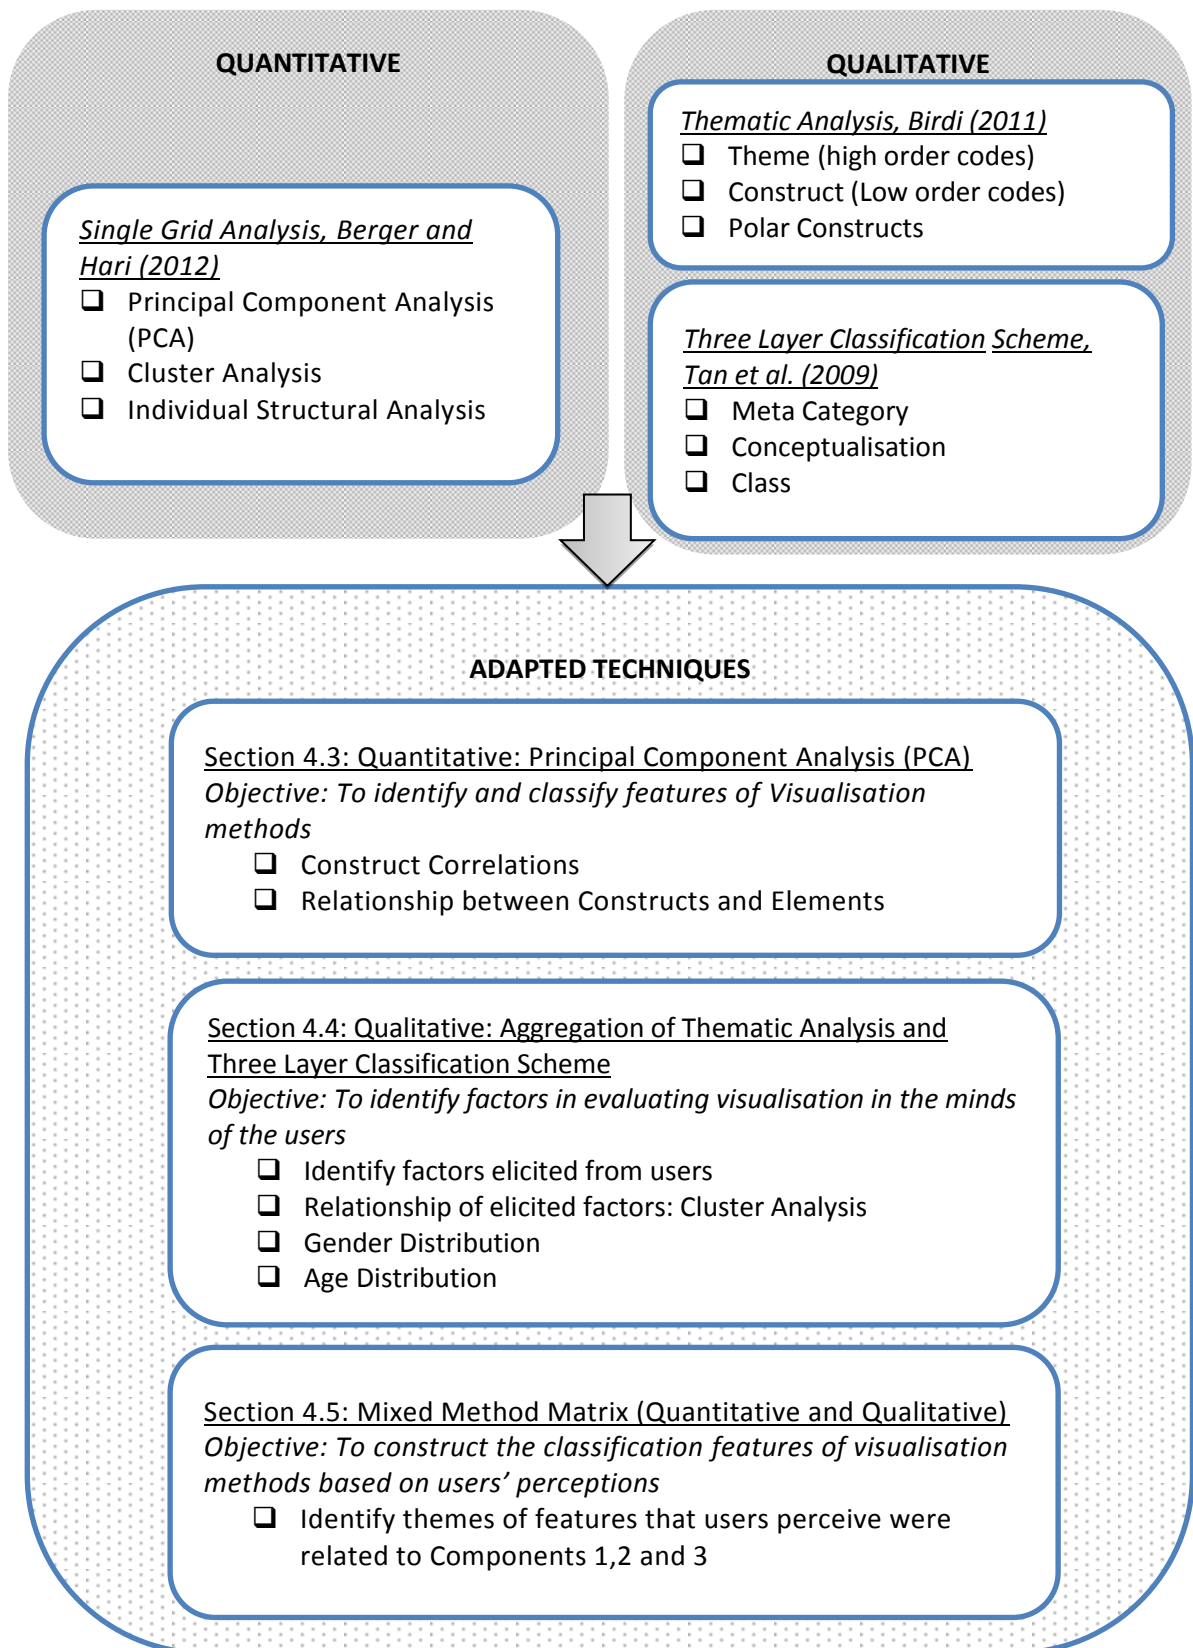 QUANTITATIVE
Single Grid Analysis, Berger and
Hari (2012)
❑ Principal Component Analysis
(PCA)
❑ Cluster Analysis
❑ Individual Structural Analysis
QUALITATIVE
Thematic Analysis, Birdi (2011)
❑ Theme (high order codes)
❑ Construct (Low order codes)
❑ Polar Constructs
Three Layer Classification Scheme,
Tan et al. (2009)
❑ Meta Category
❑ Conceptualisation
❑ Class
ADAPTED TECHNIQUES
Section 4.3: Quantitative: Principal Component Analysis (PCA)
Objective: To identify and classify features of Visualisation
methods
❑ Construct Correlations
❑ Relationship between Constructs and Elements
Section 4.4: Qualitative: Aggregation of Thematic Analysis and
Three Layer Classification Scheme
Objective: To identify factors in evaluating visualisation in the minds
of the users
❑ Identify factors elicited from users
❑ Relationship of elicited factors: Cluster Analysis
❑ Gender Distribution
❑ Age Distribution
Section 4.5: Mixed Method Matrix (Quantitative and Qualitative)
Objective: To construct the classification features of visualisation
methods based on users’ perceptions
❑ Identify themes of features that users perceive were
related to Components 1,2 and 3